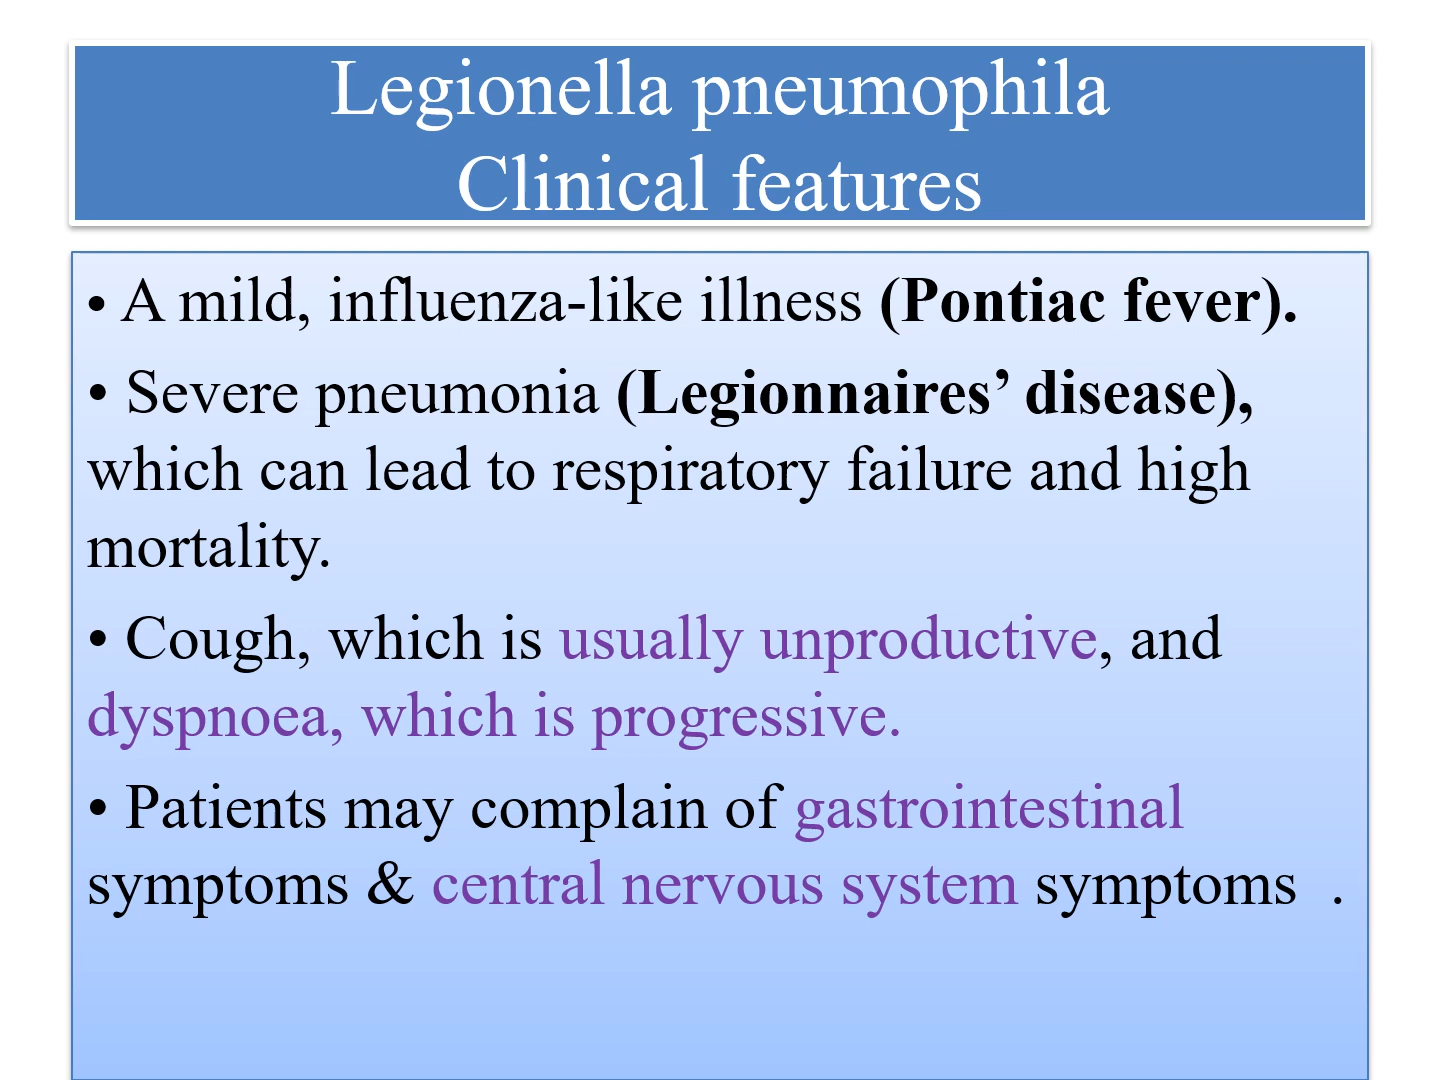 Legionella pneumophila
Clinical features
• A mild, influenza-like illness (Pontiac fever).
• Severe pneumonia (Legionnaires’ disease),
which can lead to respiratory failure and high
mortality.
• Cough, which is usually unproductive, and
dyspnoea, which is progressive.
• Patients may complain of gastrointestinal
symptoms & central nervous system symptoms  .